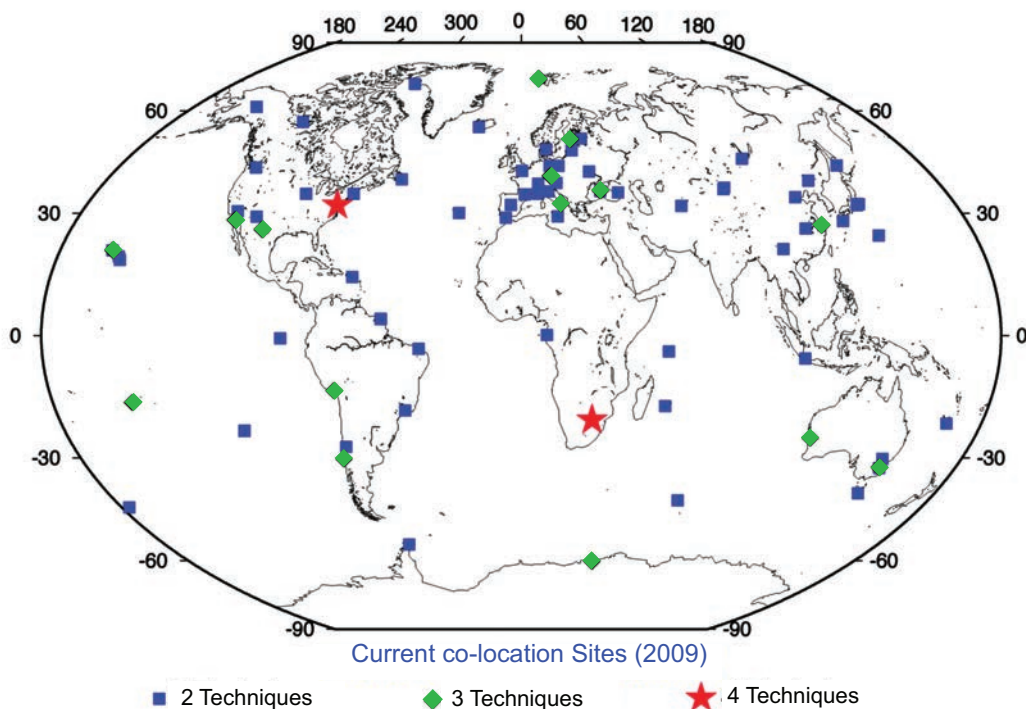 180 240 300 0 60 120 180
90 90
60 60
30 30
0 0
-30 -30
-60 -60
-90 -90
Current co-location Sites (2009)
2 Techniques 3 Techniques 4 Techniques